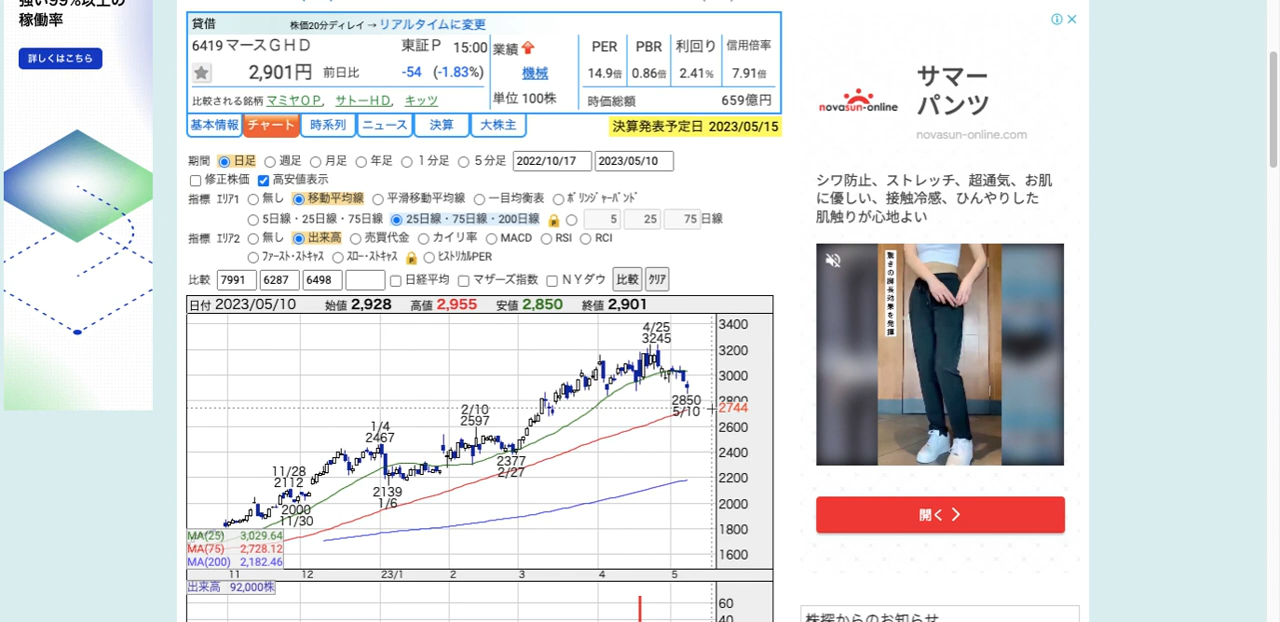 強い99%以上の
稼働率
詳しくはこちら
貸借 株価20分ディレイ → リアルタイムに変更
6419 マースＧＨＤ 東証Ｐ 15:00
2,901円 前日比 -54 (-1.83%)
比較される銘柄 マミヤＯＰ, サトーＨＤ, キッツ
業績
機械
単位 100株
PER PBR 利回り 信用倍率
14.9倍 0.86倍 2.41% 7.91倍
時価総額 659億円
基本情報 チャート 時系列 ニュース 決算 大株主 決算発表予定日 2023/05/15
期間 日足 週足 月足 年足 １分足 ５分足 2022/10/17 2023/05/10
修正株価 高安値表示
指標 ｴﾘｱ1 無し 移動平均線 平滑移動平均線 一目均衡表 ﾎﾞﾘﾝｼﾞｬｰﾊﾞﾝﾄﾞ
5日線・25日線・75日線 25日線・75日線・200日線 5 25 75 日線
指標 ｴﾘｱ2 無し 出来高 売買代金 カイリ率 MACD RSI RCI
ﾌｧｰｽﾄ・ｽﾄｷｬｽ ｽﾛｰ・ｽﾄｷｬｽ ﾋｽﾄﾘｶﾙPER
比較 7991 6287 6498 日経平均 マザーズ指数 ＮＹダウ 比較 ｸﾘｱ
日付 2023/05/10 始値 2,928 高値 2,955 安値 2,850 終値 2,901
3400
3200
3000
2800
2744
2600
2400
2200
2000
1800
1600
4/25
3245
2850
5/10
2/10
2597
1/4
2467
2377
2/27
11/28
2112
2139
1/6
2000
11/30
MA(25) 3,029.64
MA(75) 2,728.12
MA(200) 2,182.46
11 12 23/1 2 3 4 5
出来高 92,000株
60
40
サマー
パンツ
novasun-online
novasun-online.com
シワ防止、ストレッチ、超通気、お肌
に優しい、接触冷感、ひんやりした
肌触りが心地よい
驚きの脚長効果を発揮
開く
株探からのお知らせ